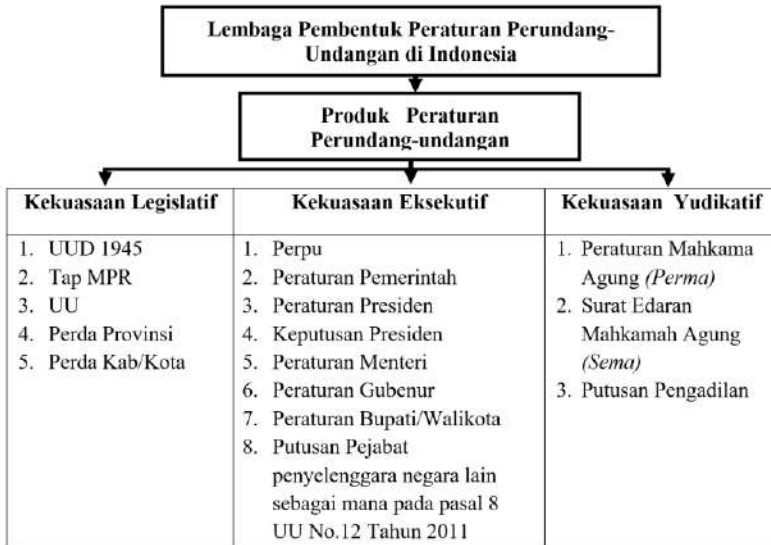 Lembaga Pembentuk Peraturan Perundang-
Undangan di Indonesia
Produk Peraturan
Perundang-undangan
Kekuasaan Legislatif
1. UUD 1945
2. Tap MPR
3. UU
4. Perda Provinsi
5. Perda Kab/Kota
Kekuasaan Eksekutif
1. Perpu
2. Peraturan Pemerintah
3. Peraturan Presiden
4. Keputusan Presiden
5. Peraturan Menteri
6. Peraturan Gubenur
7. Peraturan Bupati/Walikota
8. Putusan Pejabat
penyelenggara negara lain
sebagai mana pada pasal 8
UU No.12 Tahun 2011
Kekuasaan Yudikatif
1. Peraturan Mahkama
Agung (Perma)
2. Surat Edaran
Mahkamah Agung
(Sema)
3. Putusan Pengadilan